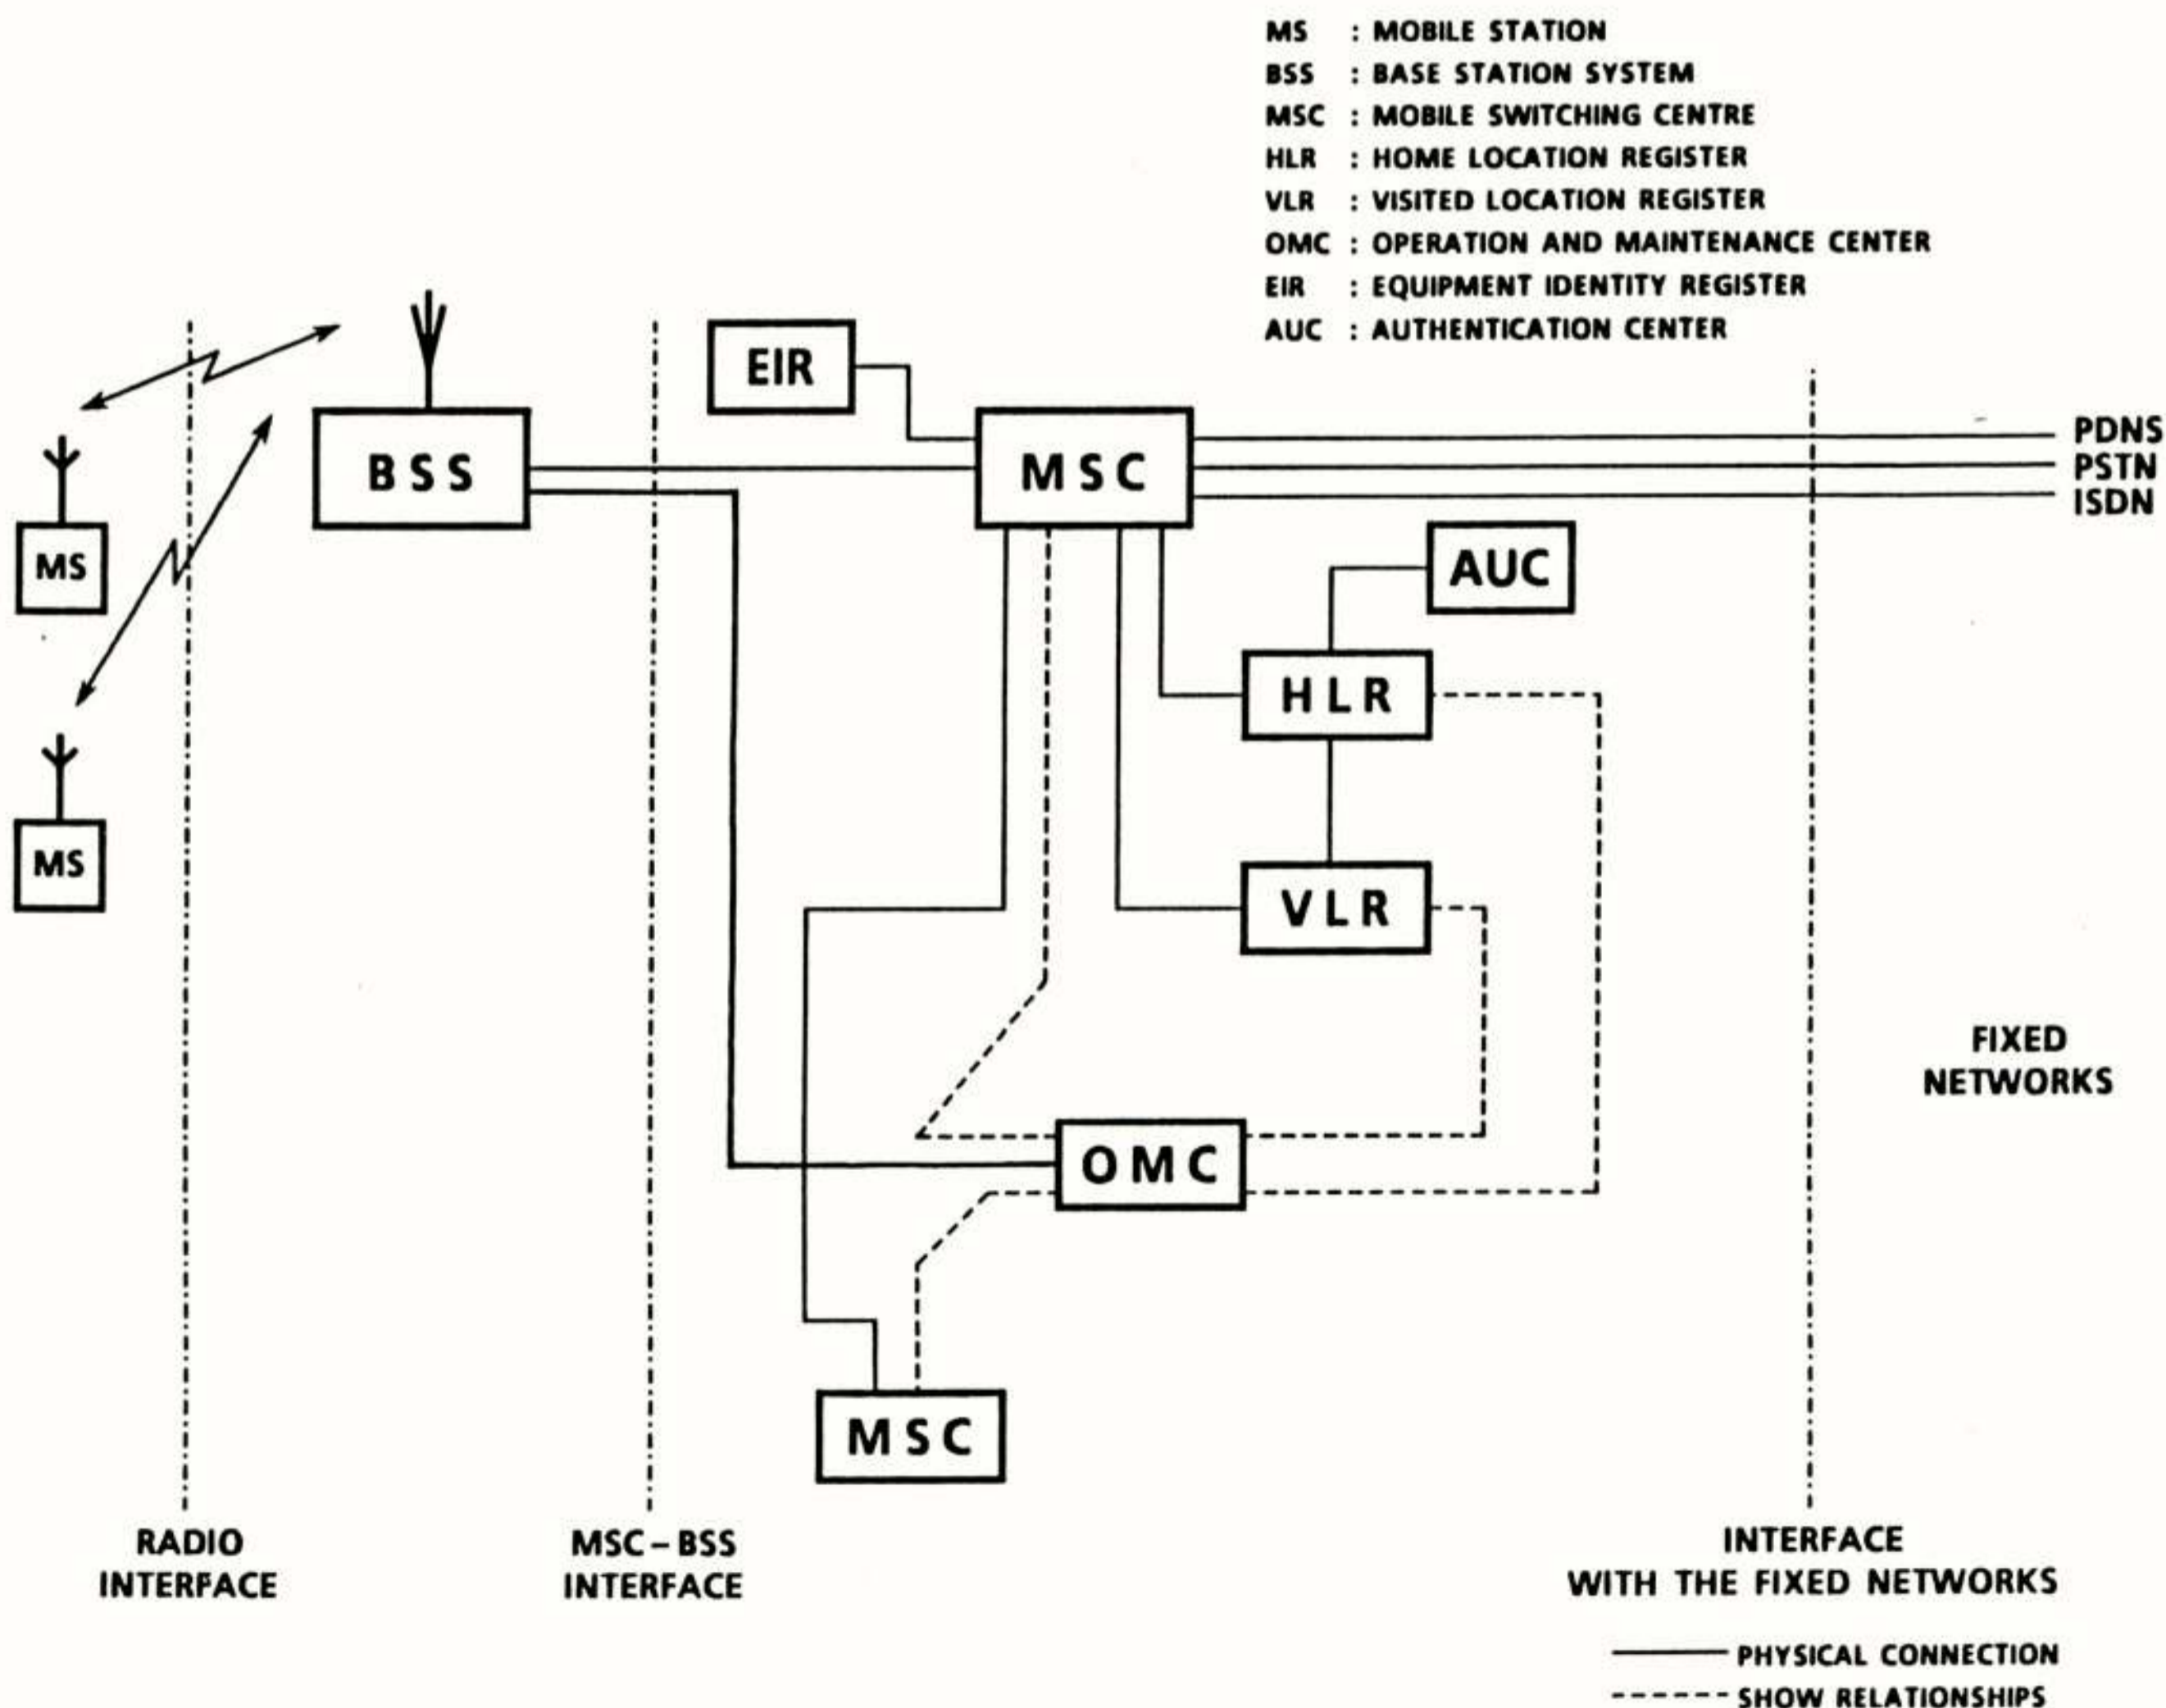 MS : MOBILE STATION
BSS : BASE STATION SYSTEM
MSC : MOBILE SWITCHING CENTRE
HLR : HOME LOCATION REGISTER
VLR : VISITED LOCATION REGISTER
OMC : OPERATION AND MAINTENANCE CENTER
EIR : EQUIPMENT IDENTITY REGISTER
AUC : AUTHENTICATION CENTER
EIR
BSS
MSC
PDNS
PSTN
ISDN
MS
AUC
HLR
MS
VLR
FIXED
NETWORKS
OMC
MSC
RADIO
INTERFACE
MSC-BSS
INTERFACE
INTERFACE
WITH THE FIXED NETWORKS
PHYSICAL CONNECTION
SHOW RELATIONSHIPS